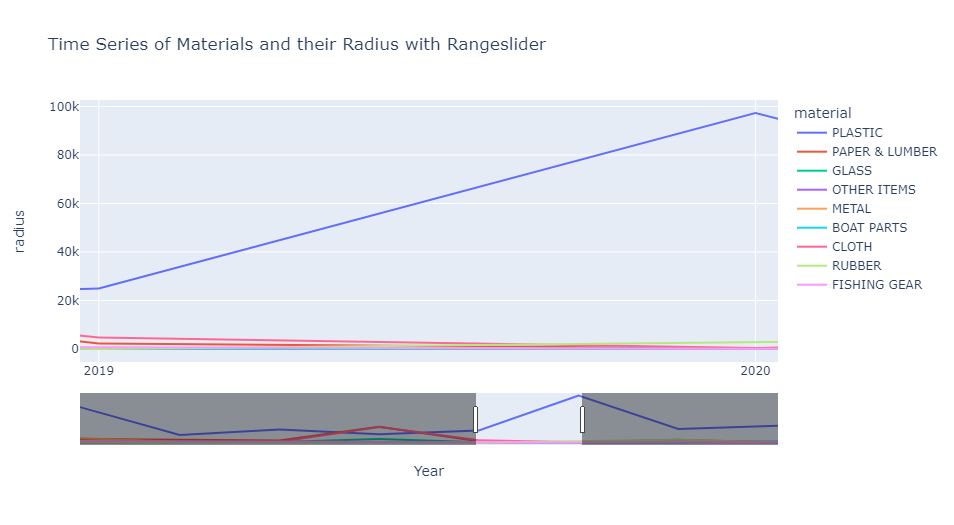 Time Series of Materials and their Radius with Rangeslider
100k
80k
60k
40k
20k
0
radius
2019
2020
Year
material
PLASTIC
PAPER & LUMBER
GLASS
OTHER ITEMS
METAL
BOAT PARTS
CLOTH
RUBBER
FISHING GEAR